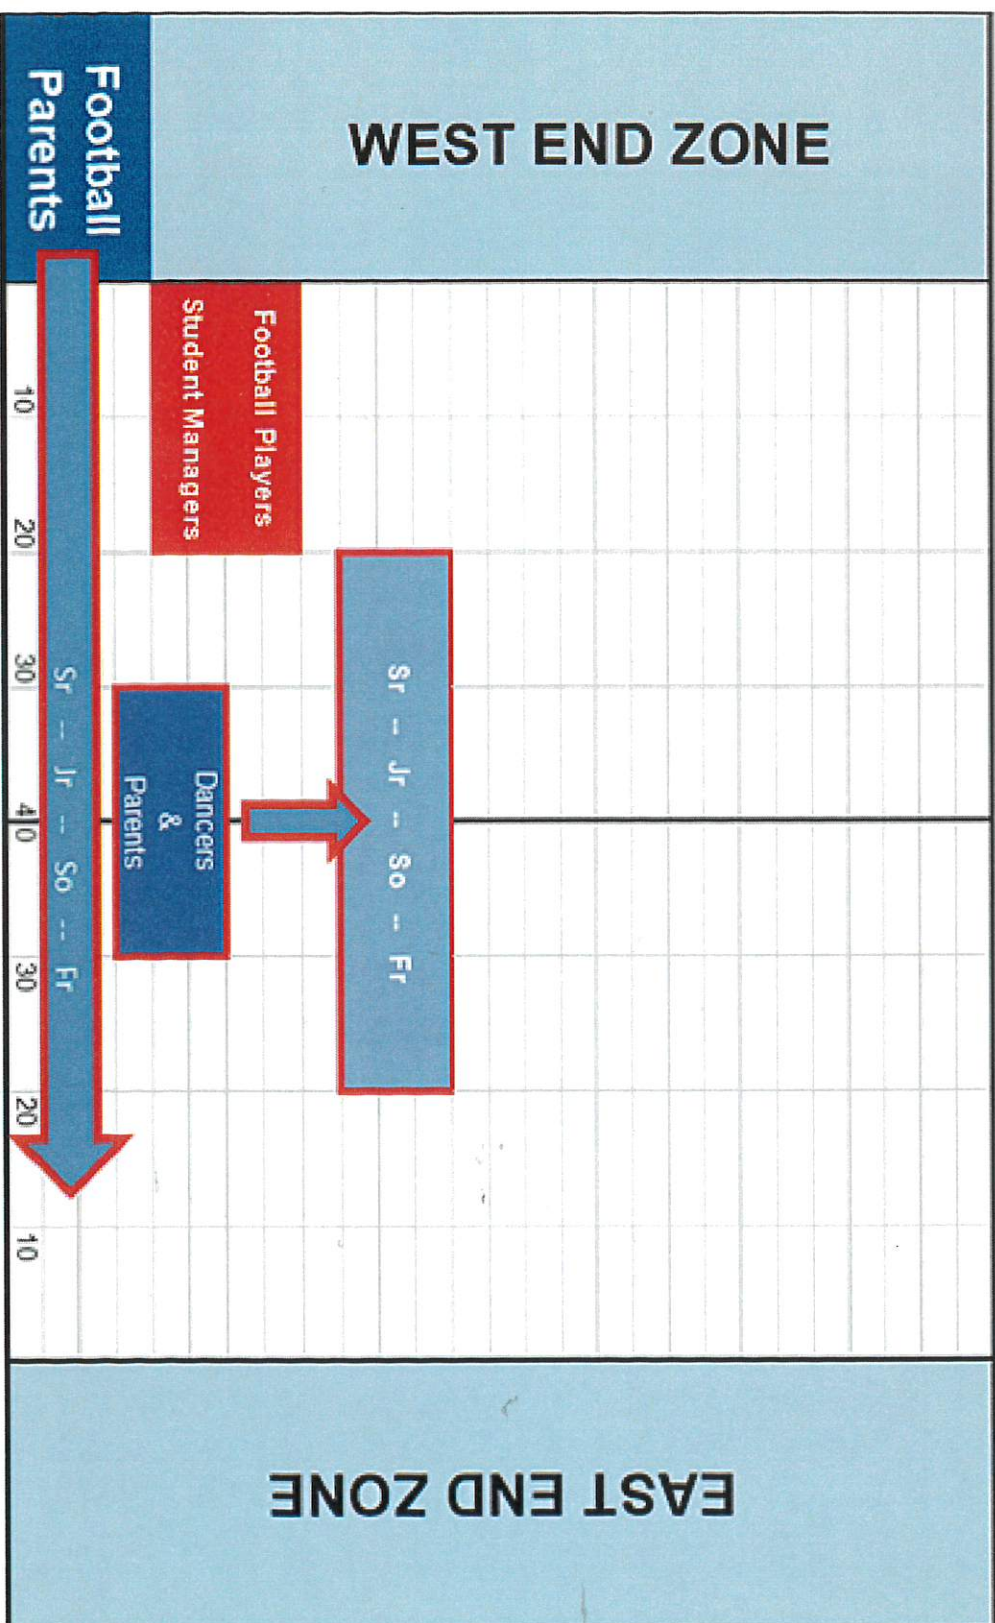 WEST END ZONE
Football
Parents
Football Players
Student Managers
Sr -- Jr -- So -- Fr
Dancers
&
Parents
Sr -- Jr -- So -- Fr
10
20
30
40
30
20
10
EAST END ZONE